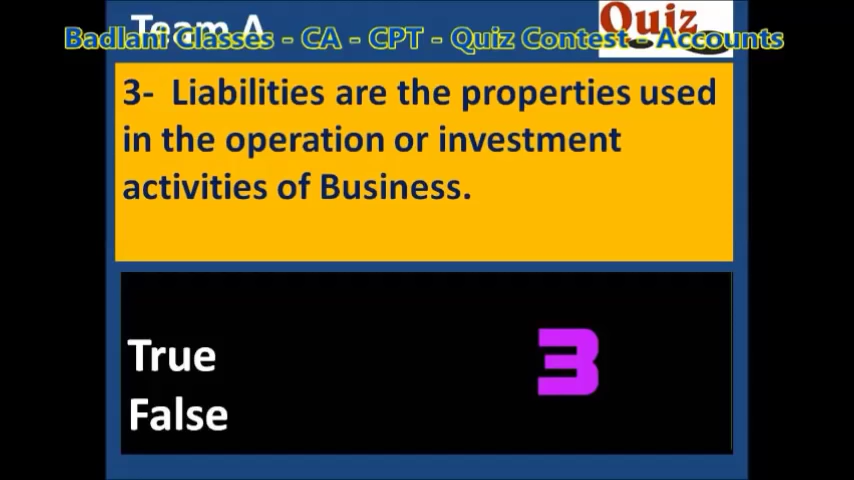 Team A
Quiz
Badlani Classes - CA - CPT - Quiz Contest - Accounts
3- Liabilities are the properties used
in the operation or investment
activities of Business.
True
3
False